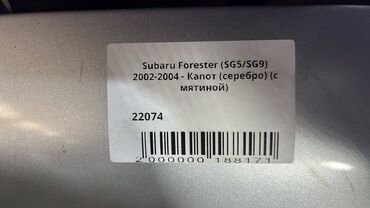 Subaru Forester (SG5/SG9)
2002-2004 - Капот (серебро) (с
мятиной)
22074
2 000000 188171